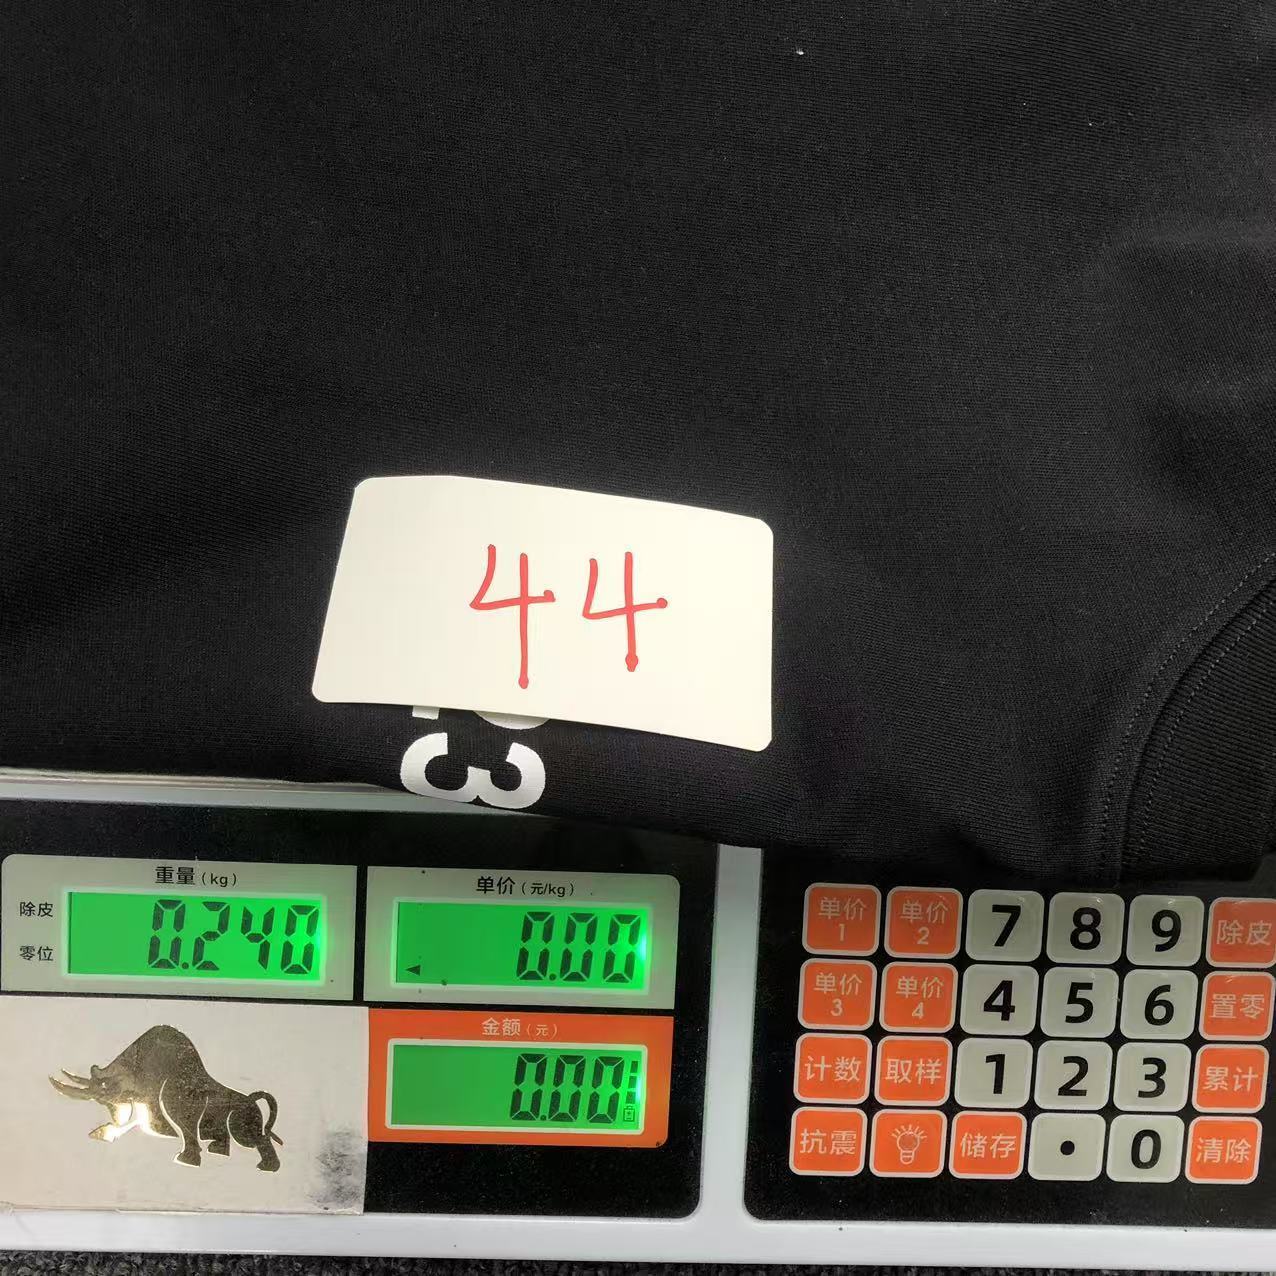 44
3
重量(kg)
除皮
零位
0.240
单价(元/kg)
0.00
金额(元)
0.00
单价1 单价2 7 8 9 除皮
单价3 单价4 4 5 6 置零
计数 取样 1 2 3 累计
抗震 储存 . 0 清除